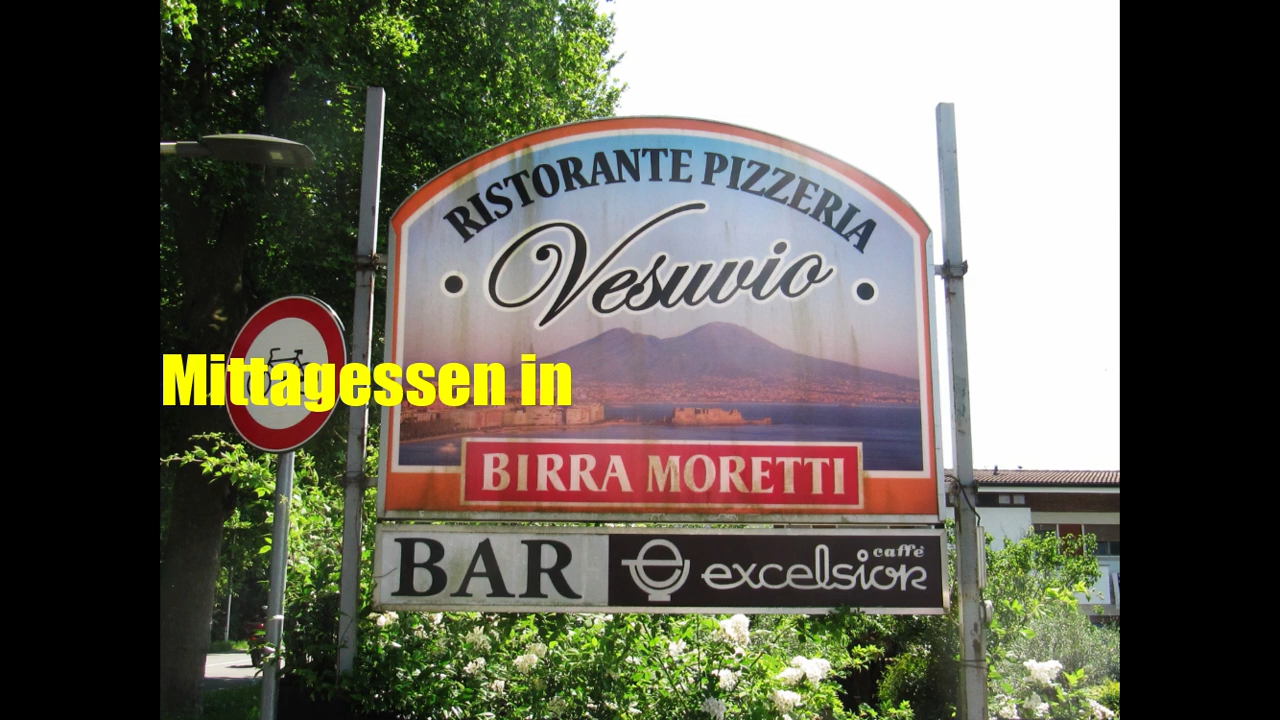 RISTORANTE PIZZERIA
Vesuvio
Mittagessen in
BIRRA MORETTI
BAR
caffè
excelsior